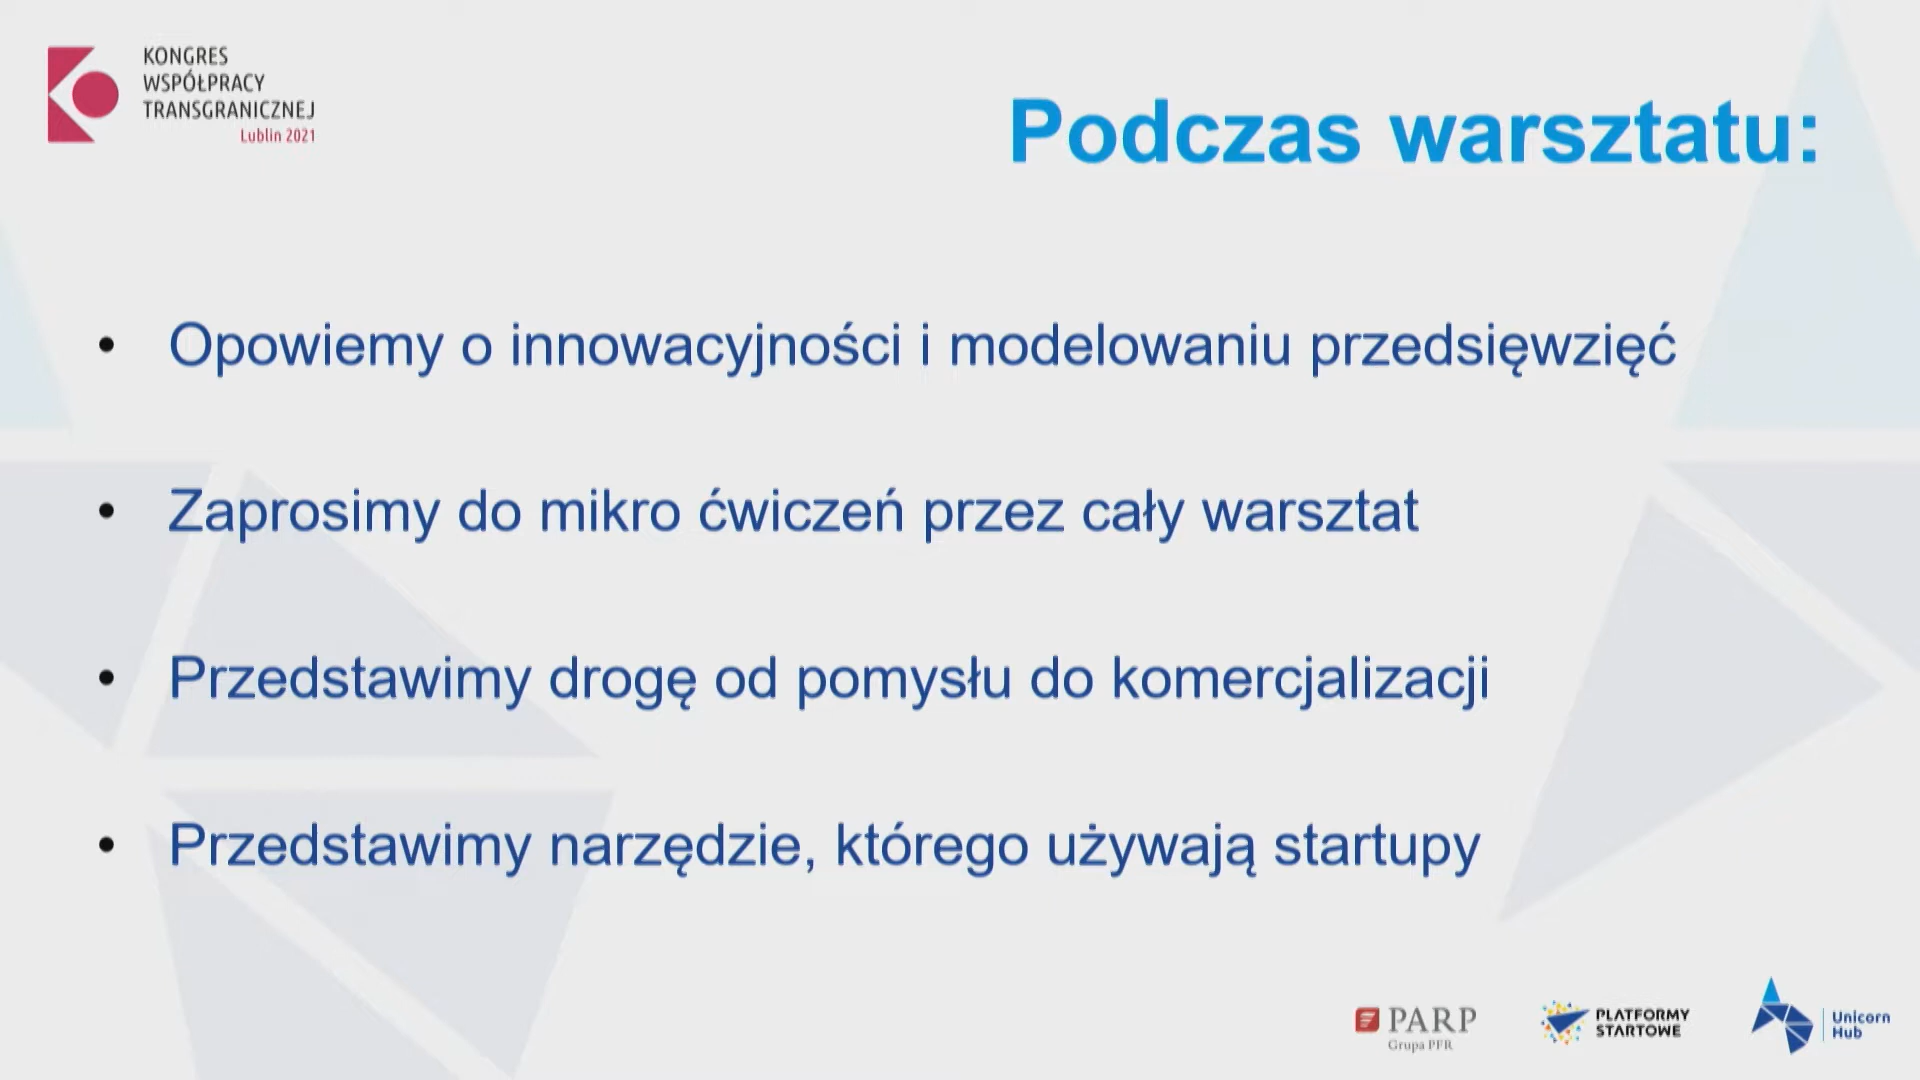 KONGRES
WSPÓŁPRACY
TRANSGRANICZNEJ
Lublin 2021
Podczas warsztatu:
• Opowiemy o innowacyjności i modelowaniu przedsięwzięć
• Zaprosimy do mikro ćwiczeń przez cały warsztat
• Przedstawimy drogę od pomysłu do komercjalizacji
• Przedstawimy narzędzie, którego używają startupy
PARP
Grupa PFR
PLATFORMY
STARTOWE
Unicorn
Hub